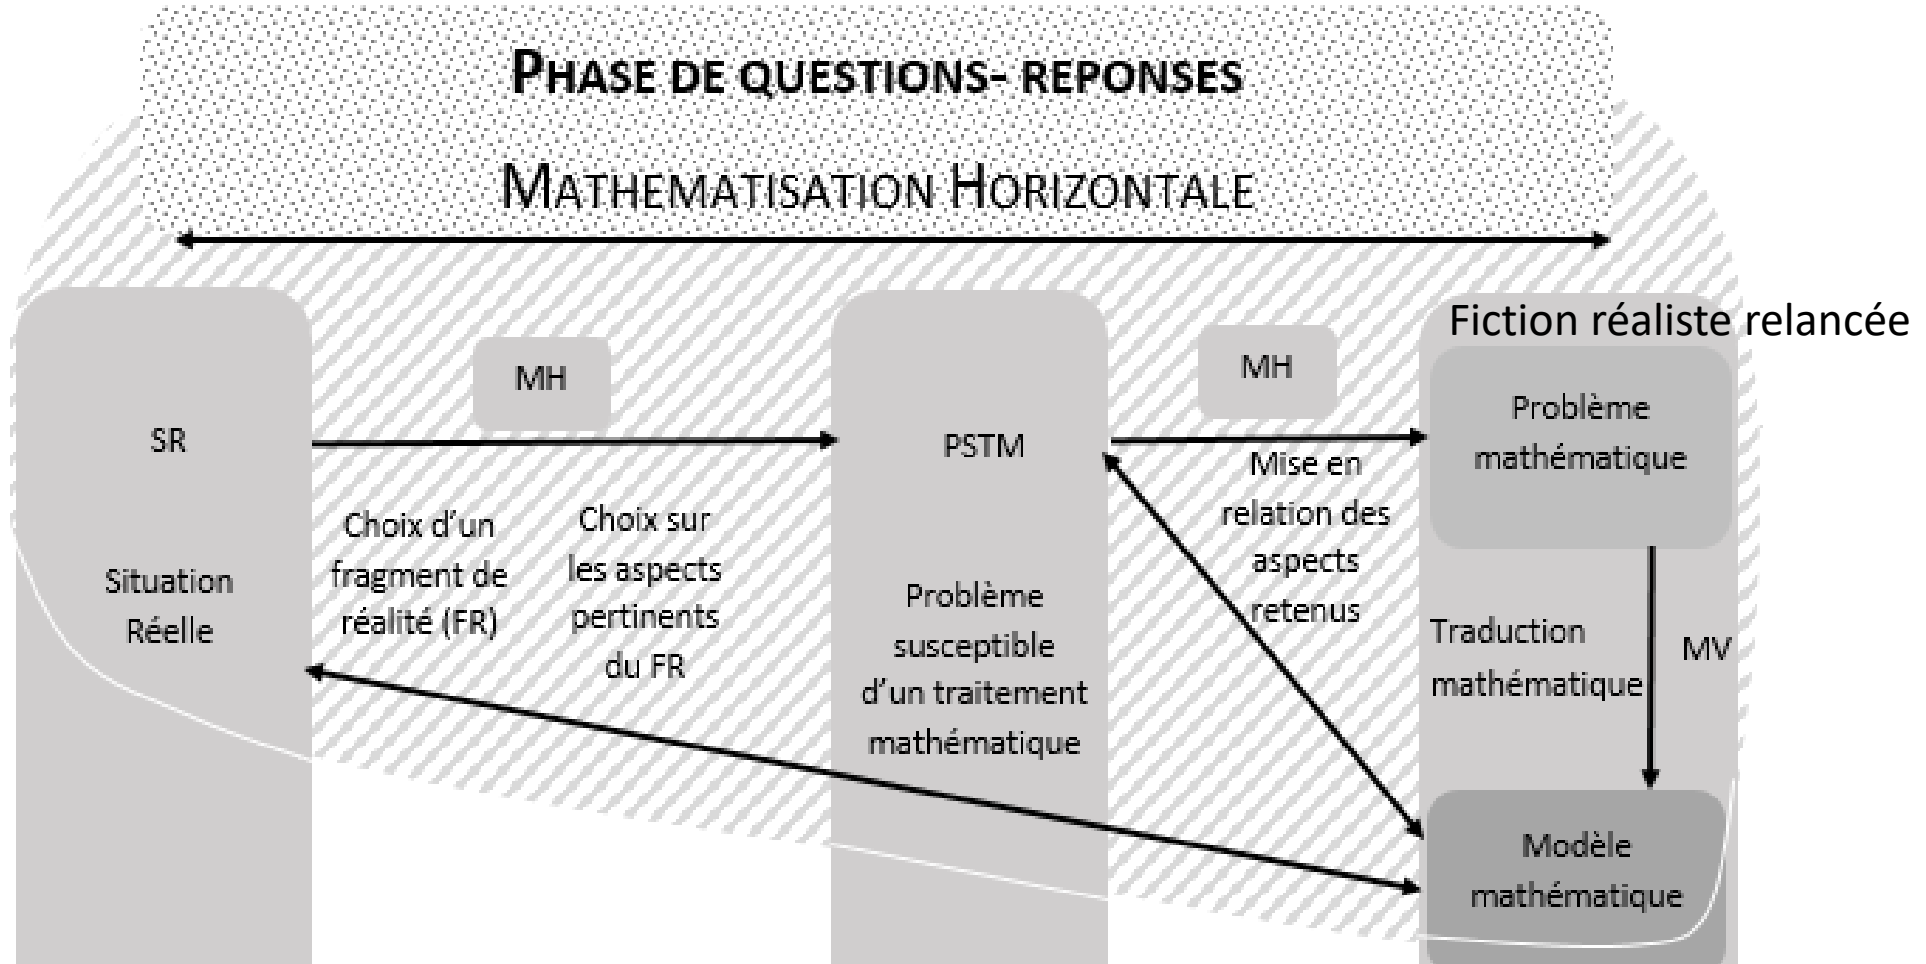 PHASE DE QUESTIONS- REPONSES
MATHEMATISATION HORIZONTALE
SR
Situation
Réelle
MH
Choix d'un
fragment de
réalité (FR)
Choix sur
les aspects
pertinents
du FR
PSTM
Problème
susceptible
d'un traitement
mathématique
MH
Mise en
relation des
aspects
retenus
Fiction réaliste relancée
Problème
mathématique
Traduction
mathématique
MV
Modèle
mathématique